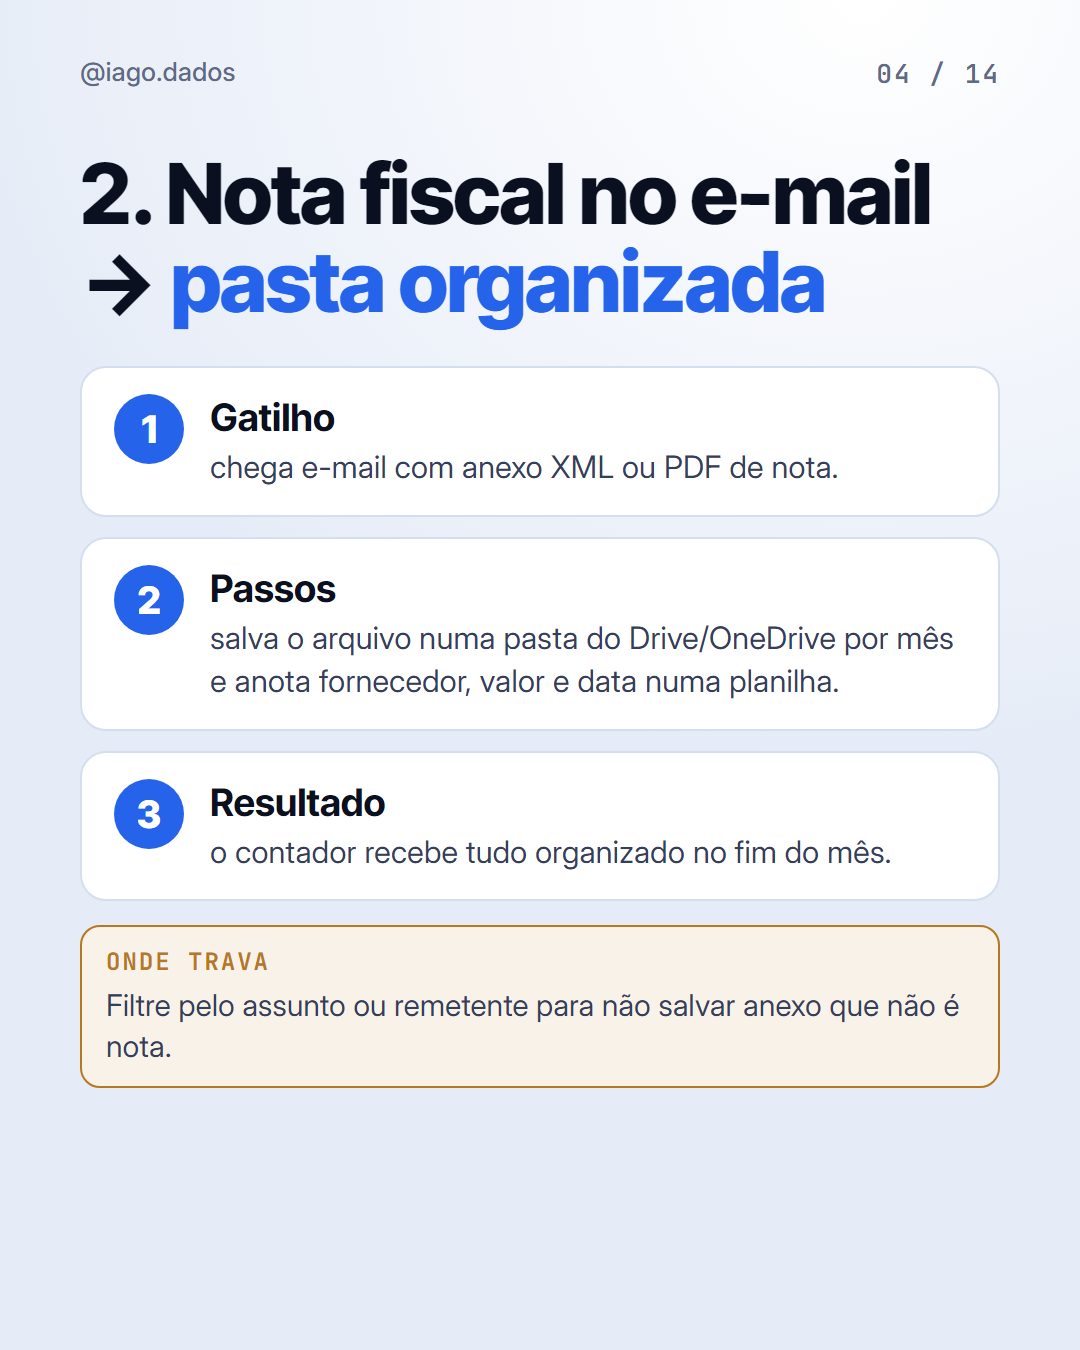 @iago.dados
04 / 14
2. Nota fiscal no e-mail
→ pasta organizada
1
Gatilho
chega e-mail com anexo XML ou PDF de nota.
2
Passos
salva o arquivo numa pasta do Drive/OneDrive por mês
e anota fornecedor, valor e data numa planilha.
3
Resultado
o contador recebe tudo organizado no fim do mês.
ONDE TRAVA
Filtre pelo assunto ou remetente para não salvar anexo que não é
nota.